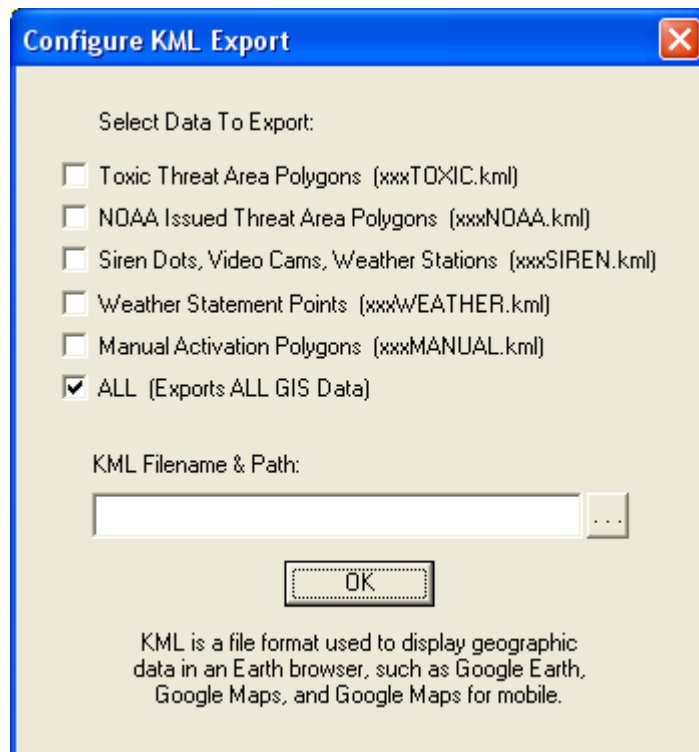 Configure KML Export
Select Data To Export:
Toxic Threat Area Polygons (xxxTOXIC.kml)
NOAA Issued Threat Area Polygons (xxxNOAA.kml)
Siren Dots, Video Cams, Weather Stations (xxxSIREN.kml)
Weather Statement Points (xxxWEATHER.kml)
Manual Activation Polygons (xxxMANUAL.kml)
ALL (Exports ALL GIS Data)
KML Filename & Path:
...
OK
KML is a file format used to display geographic
data in an Earth browser, such as Google Earth,
Google Maps, and Google Maps for mobile.